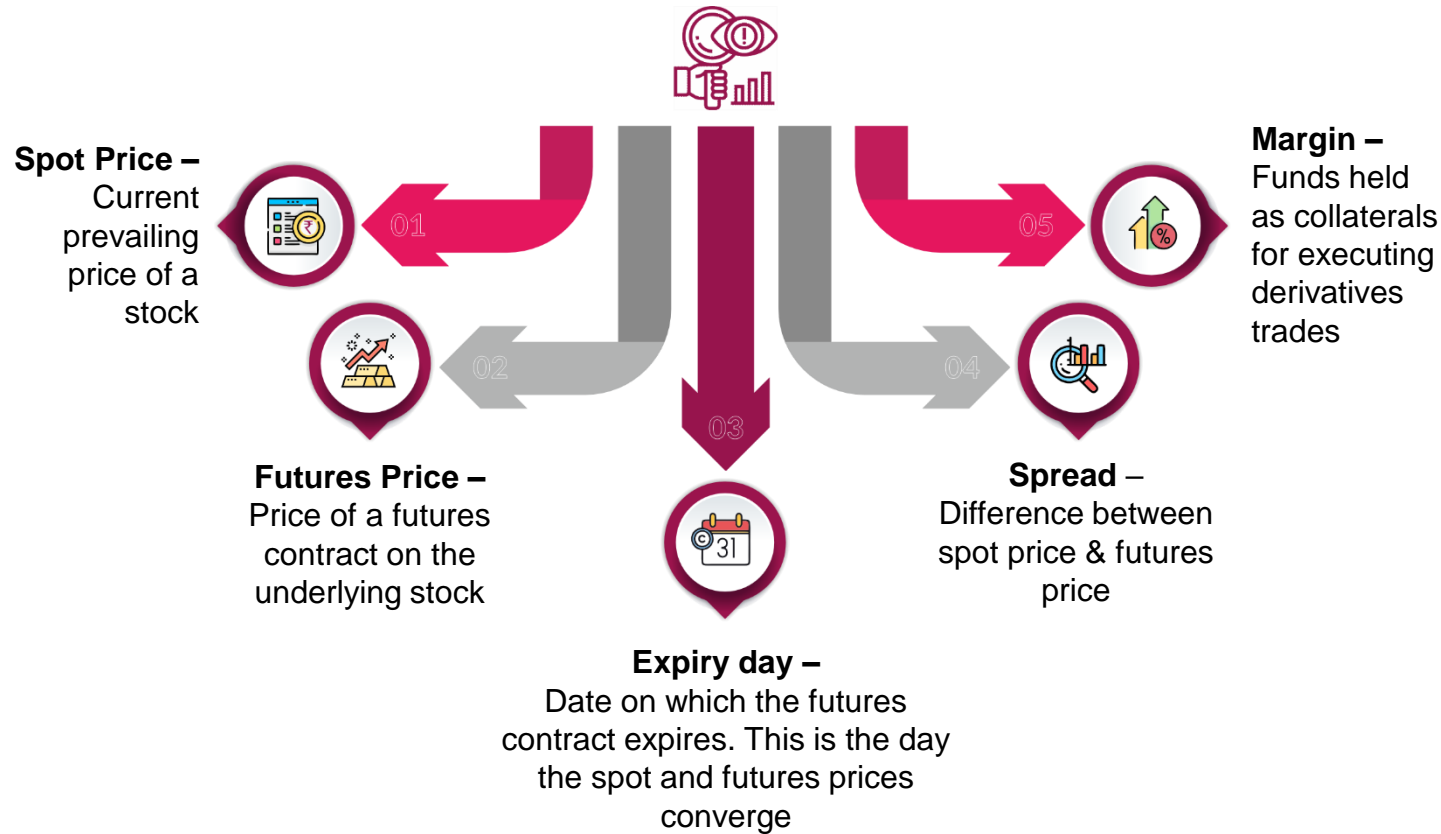 Spot Price –
Current
prevailing
price of a
stock
01
Futures Price –
Price of a futures
contract on the
underlying stock
02
Expiry day –
Date on which the futures
contract expires. This is the day
the spot and futures prices
converge
03
31
C
Spread –
Difference between
spot price & futures
price
04
Margin –
Funds held
as collaterals
for executing
derivatives
trades
05
%
₹
!